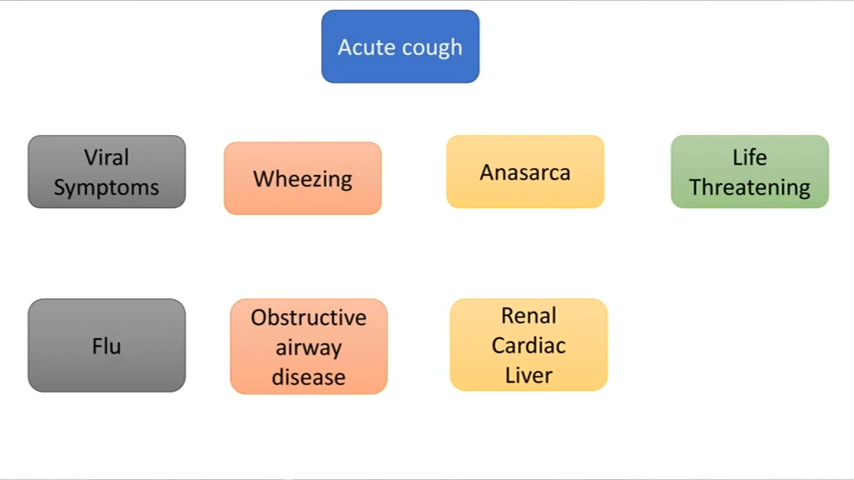 Acute cough
Viral
Symptoms
Wheezing
Anasarca
Life
Threatening
Flu
Obstructive
airway
disease
Renal
Cardiac
Liver